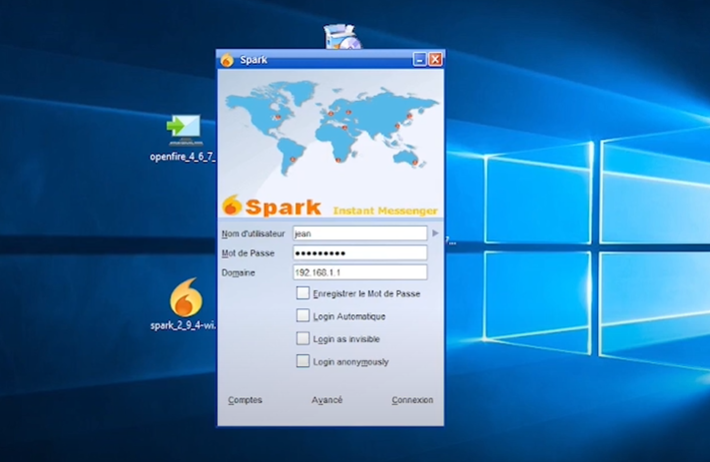 Spark
openfire_4_6_7_
Spark Instant Messenger
Nom d'utilisateur jean
Mot de Passe
Domaine 192.168.1.1
Enregistrer le Mot de Passe
Login Automatique
spark_2_9_4-wi...
Login as invisible
Login anonymously
Comptes Avancé Connexion